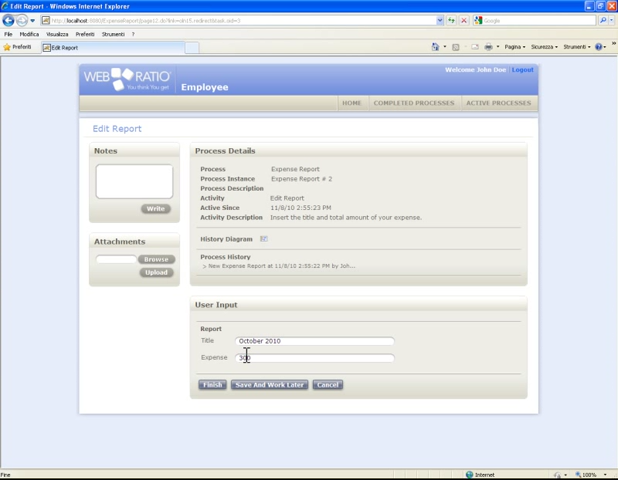 Edit Report - Windows Internet Explorer
File Modifica Visualizza Preferiti Strumenti ?
Google
Preferiti Edit Report Pagina Sicurezza Strumenti
Welcome John Doe Logout
WEB RATIO
You think You get
Employee
HOME COMPLETED PROCESSES ACTIVE PROCESSES
Edit Report
Notes
Write
Attachments
Browse
Upload
Process Details
Process Expense Report
Process Instance Expense Report # 2
Process Description
Activity Edit Report
Active Since 11/8/10 2:55:23 PM
Activity Description Insert the title and total amount of your expense.
History Diagram
Process History
> New Expense Report at 11/8/10 2:55:22 PM by Joh...
User Input
Report
Title October 2010
Expense 300
Finish Save And Work Later Cancel
Fine Internet 100%